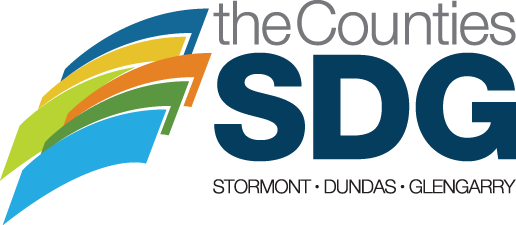 theCounties
SDG
STORMONT · DUNDAS · GLENGARRY